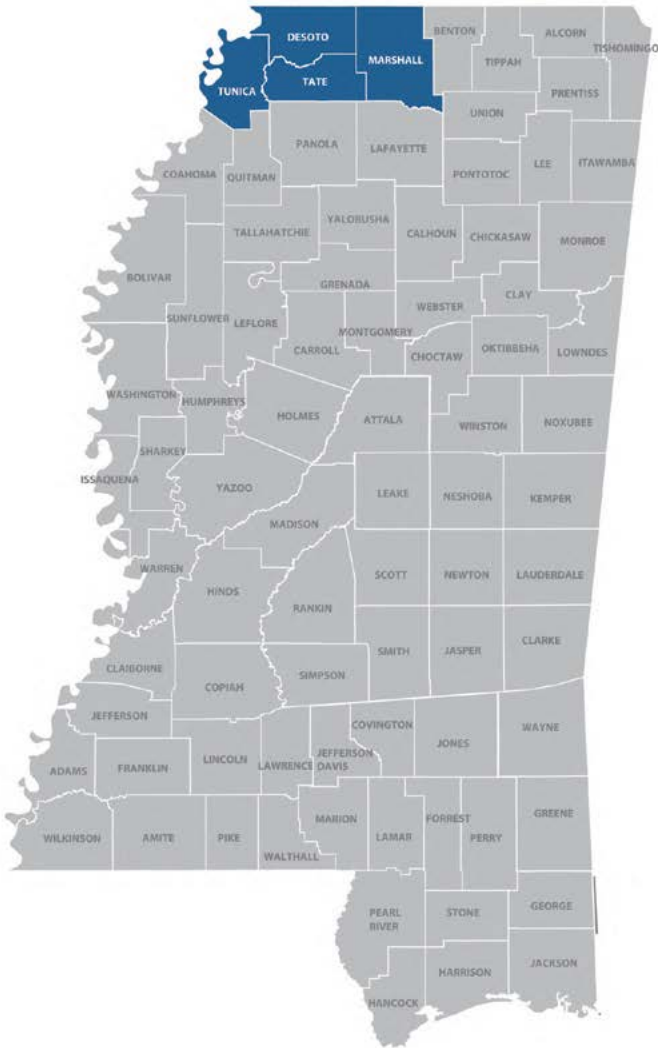 BENTON
ALCORN
TISHOMINGO
DESOTO
MARSHALL
TIPPAH
TUNICA
TATE
PRENTISS
UNION
PANOLA
LAFAYETTE
LEE
ITAWAMBA
COAHOMA
QUITMAN
PONTOTOC
YALOBUSHA
TALLAHATCHIE
CALHOUN
CHICKASAW
MONROE
BOLIVAR
GRENADA
CLAY
WEBSTER
SUNFLOWER
LEFLORE
MONTGOMERY
CARROLL
CHOCTAW
OKTIBBEHA
LOWNDES
WASHINGTON
HUMPHREYS
HOLMES
ATTALA
WINSTON
NOXUBEE
SHARKEY
ISSAQUENA
YAZOO
LEAKE
NESHOBA
KEMPER
MADISON
WARREN
HINDS
SCOTT
NEWTON
LAUDERDALE
RANKIN
CLAIBORNE
SMITH
JASPER
CLARKE
COPIAH
SIMPSON
JEFFERSON
COVINGTON
WAYNE
ADAMS
FRANKLIN
LINCOLN
LAWRENCE
JEFFERSON
DAVIS
JONES
WILKINSON
AMITE
PIKE
WALTHALL
MARION
LAMAR
FORREST
PERRY
GREENE
PEARL
RIVER
STONE
GEORGE
HANCOCK
HARRISON
JACKSON